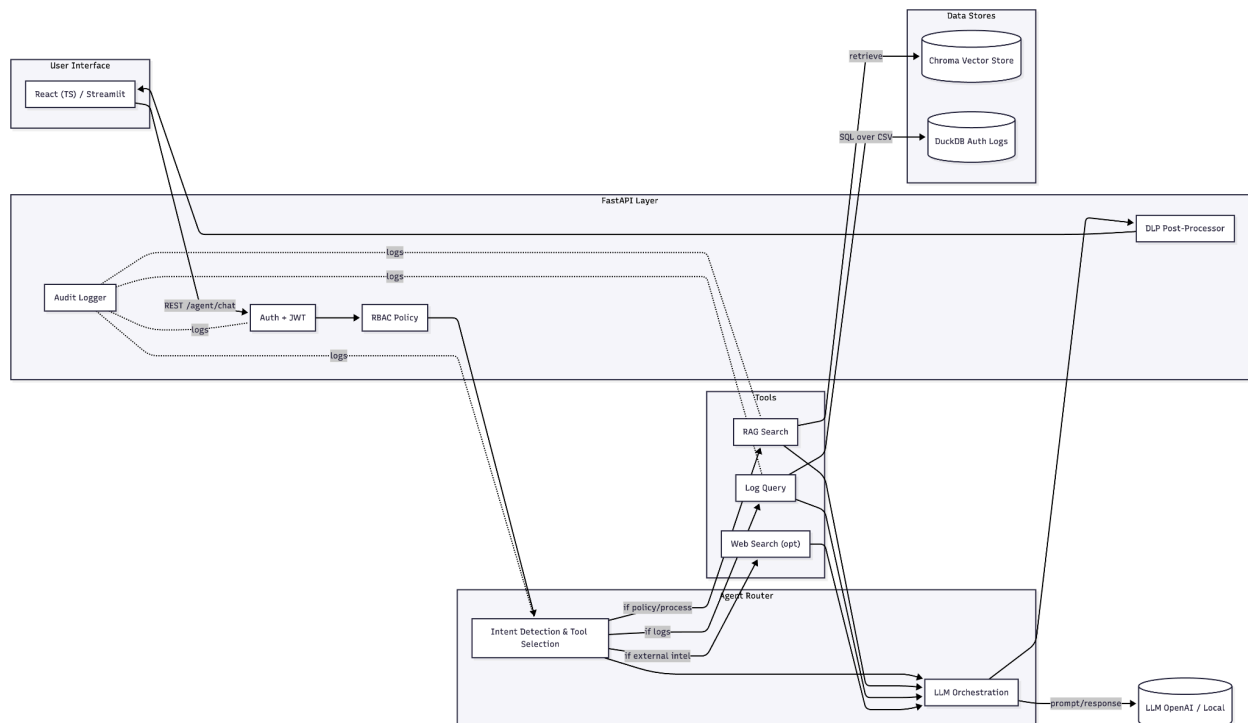 Data Stores
retrieve
Chroma Vector Store
User Interface
React (TS) / Streamlit
SQL over CSV
DuckDB Auth Logs
FastAPI Layer
DLP Post-Processor
logs
logs
Audit Logger
REST /agent/chat
Auth + JWT
RBAC Policy
logs
logs
Tools
RAG Search
Log Query
Web Search (opt)
Agent Router
if policy/process
Intent Detection & Tool
Selection
if logs
if external intel
LLM Orchestration
prompt/response
LLM OpenAI / Local